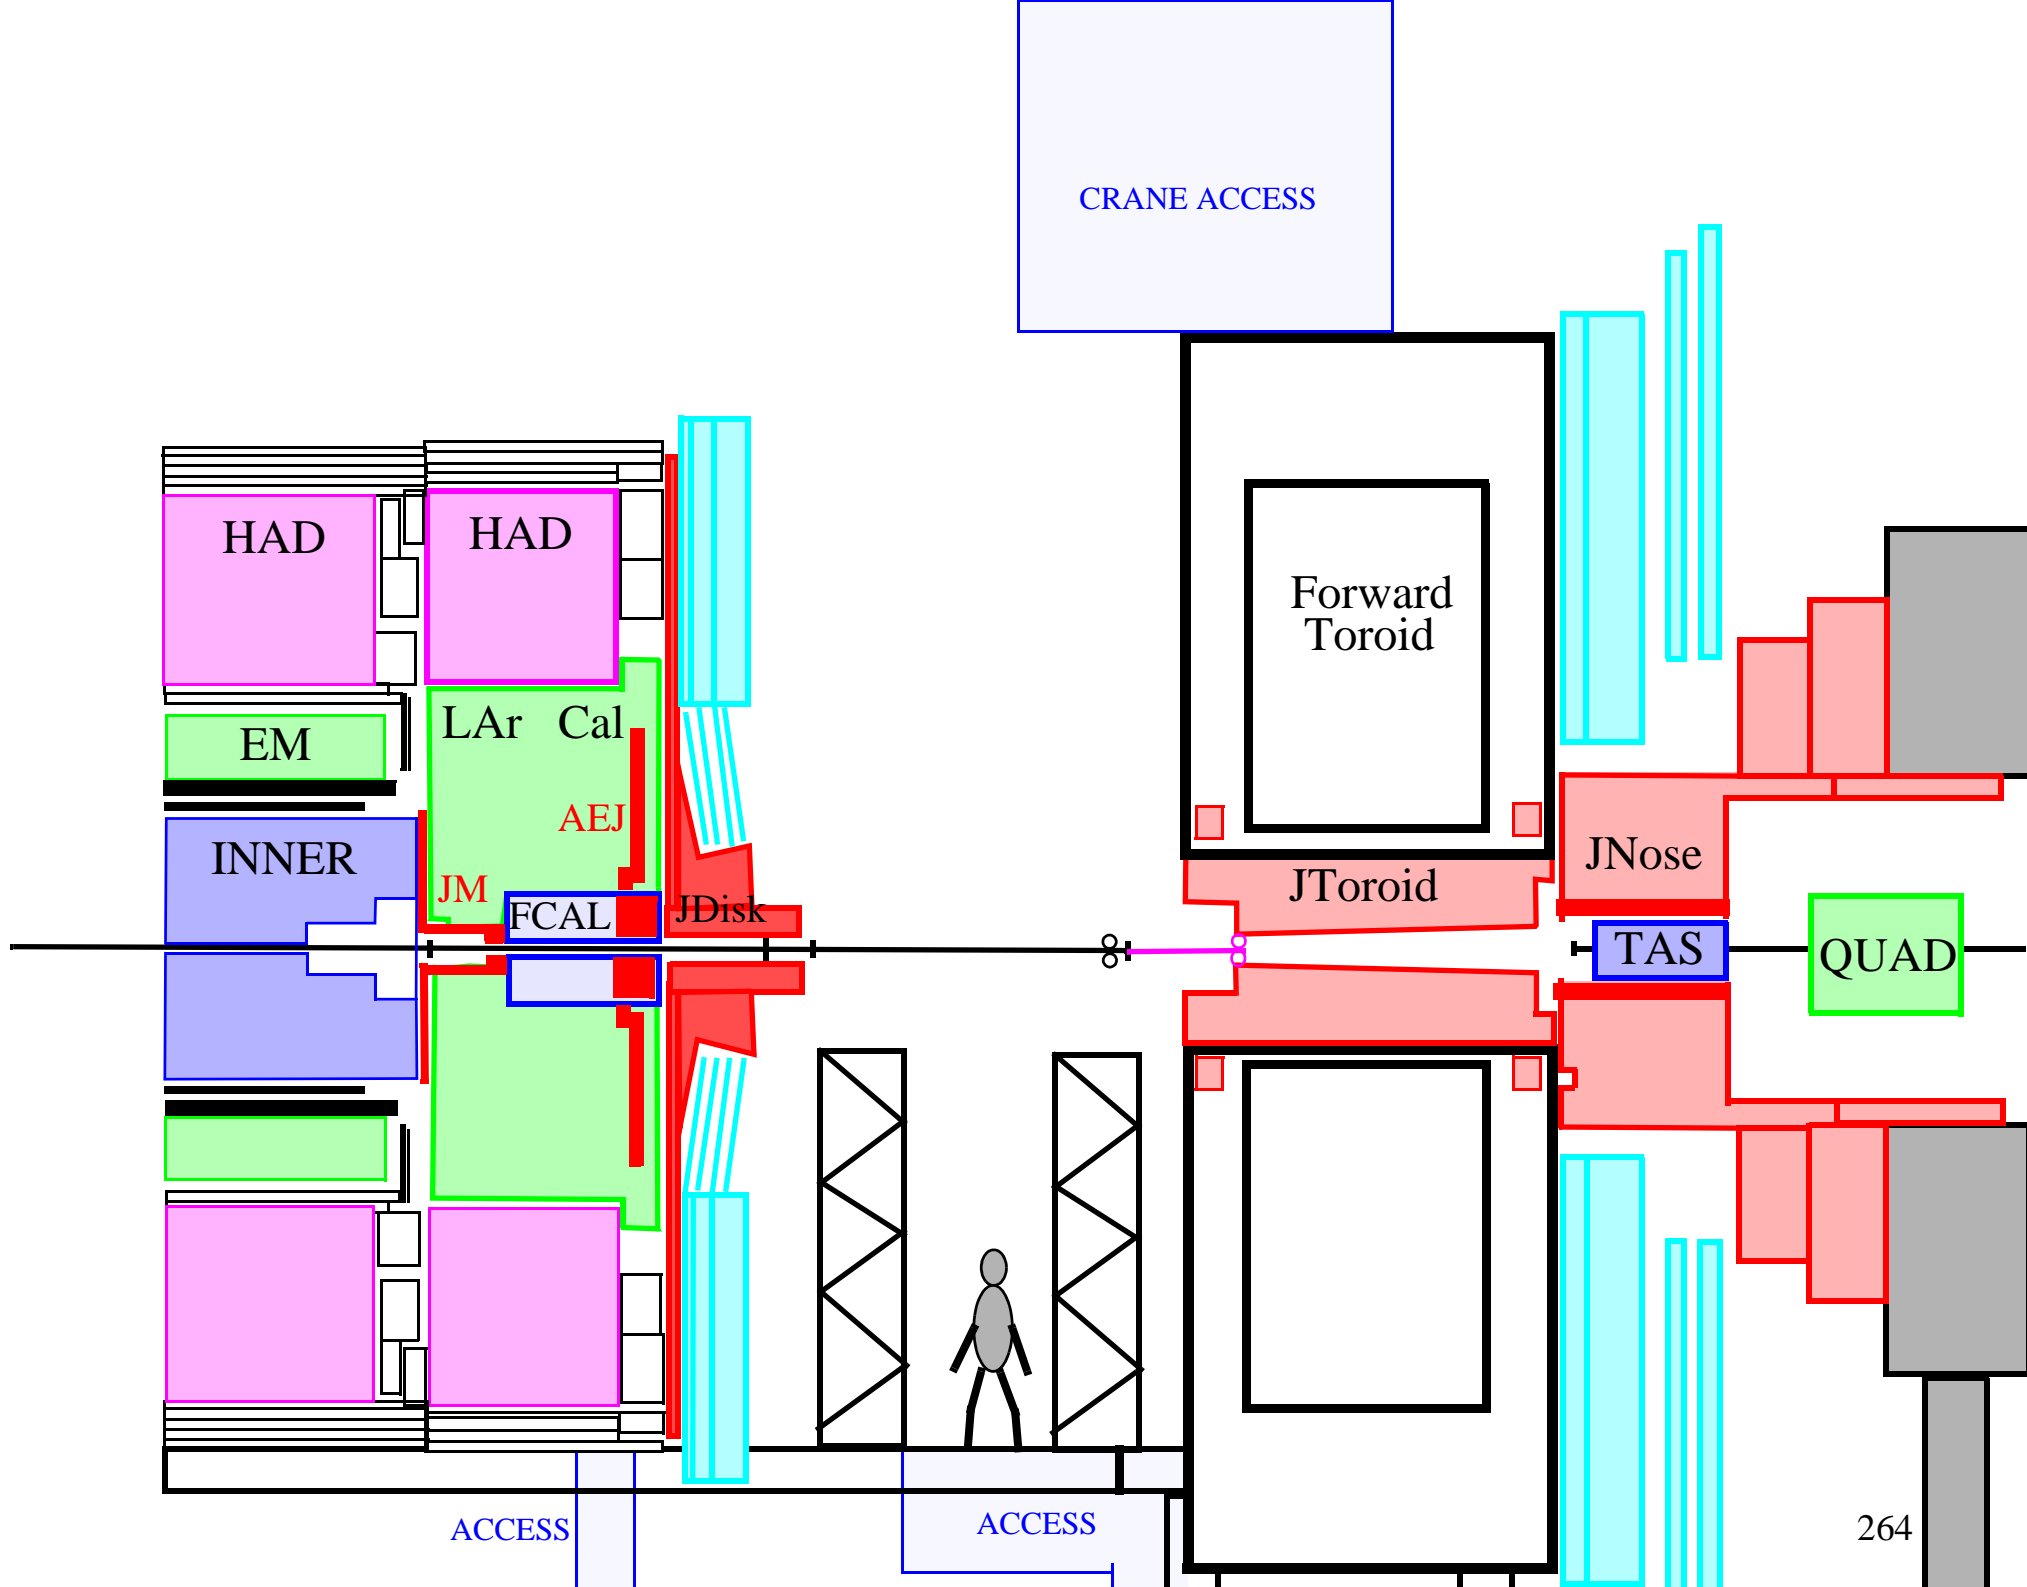 CRANE ACCESS
HAD
HAD
Forward
Toroid
LAr Cal
EM
AEJ
INNER
JM
FCAL
JDisk
JToroid
JNose
TAS
QUAD
ACCESS
ACCESS
264